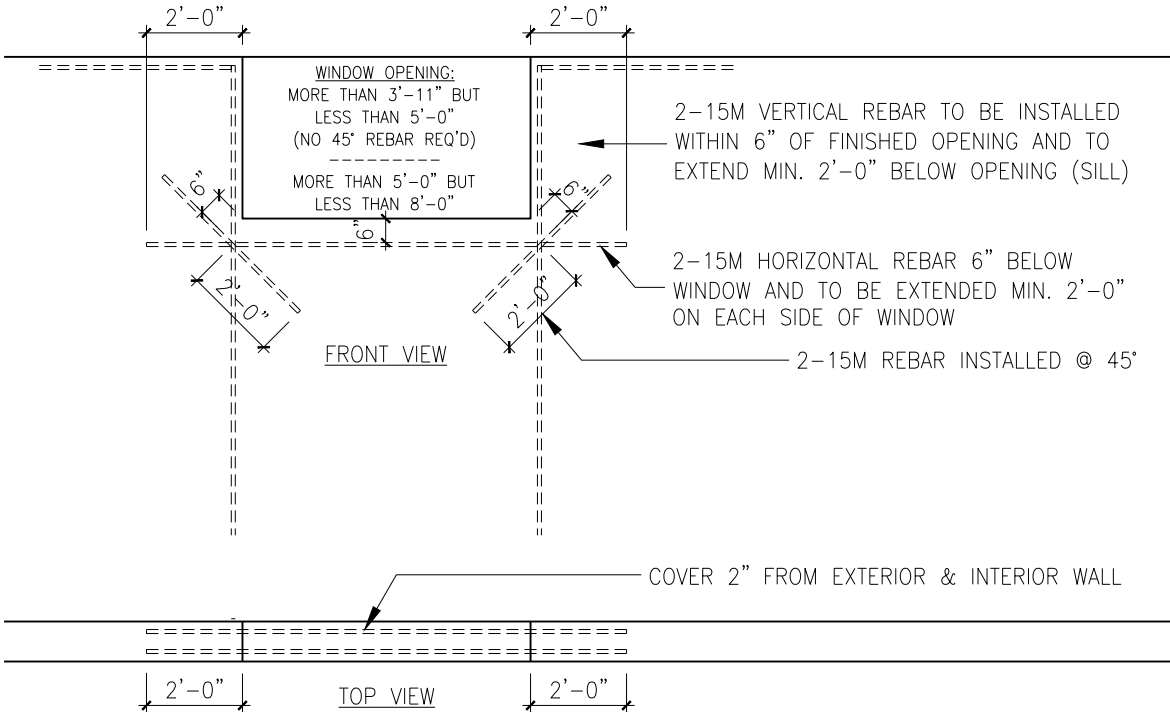 2'-0"
2'-0"
WINDOW OPENING:
MORE THAN 3'-11" BUT
LESS THAN 5'-0"
(NO 45° REBAR REQ'D)
---------
MORE THAN 5'-0" BUT
LESS THAN 8'-0"
2-15M VERTICAL REBAR TO BE INSTALLED
WITHIN 6" OF FINISHED OPENING AND TO
EXTEND MIN. 2'-0" BELOW OPENING (SILL)
6"
6"
6"
2-15M HORIZONTAL REBAR 6" BELOW
WINDOW AND TO BE EXTENDED MIN. 2'-0"
ON EACH SIDE OF WINDOW
2'-0"
2'-0"
FRONT VIEW
2-15M REBAR INSTALLED @ 45°
COVER 2" FROM EXTERIOR & INTERIOR WALL
2'-0"
TOP VIEW
2'-0"